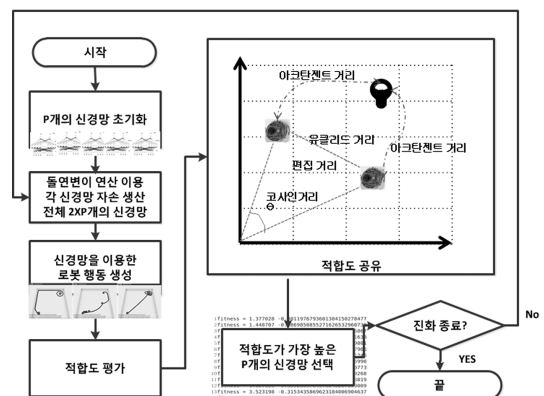 시작
P개의 신경망 초기화
돌연변이 연산 이용
각 신경망 자손 생산
전체 2XP개의 신경망
신경망을 이용한
로봇 행동 생성
적합도 평가
아크탄젠트 거리
유클리드 거리
아크탄젠트 거리
편집 거리
코사인거리
θ
적합도 공유
적합도가 가장 높은
P개의 신경망 선택
진화 종료?
No
YES
끝